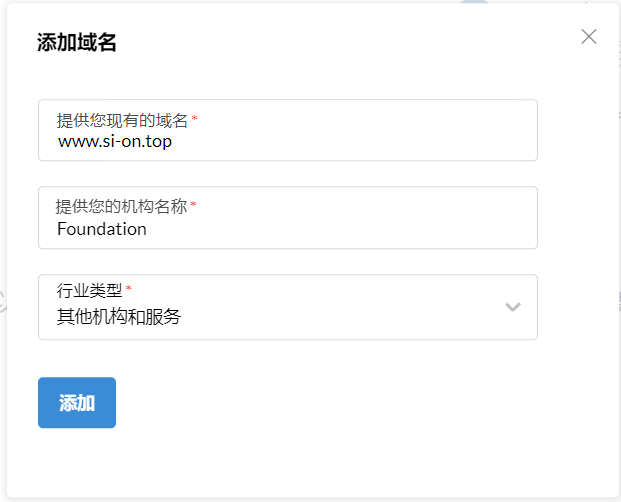 添加域名
提供您现有的域名*
www.si-on.top
提供您的机构名称*
Foundation
行业类型*
其他机构和服务
添加